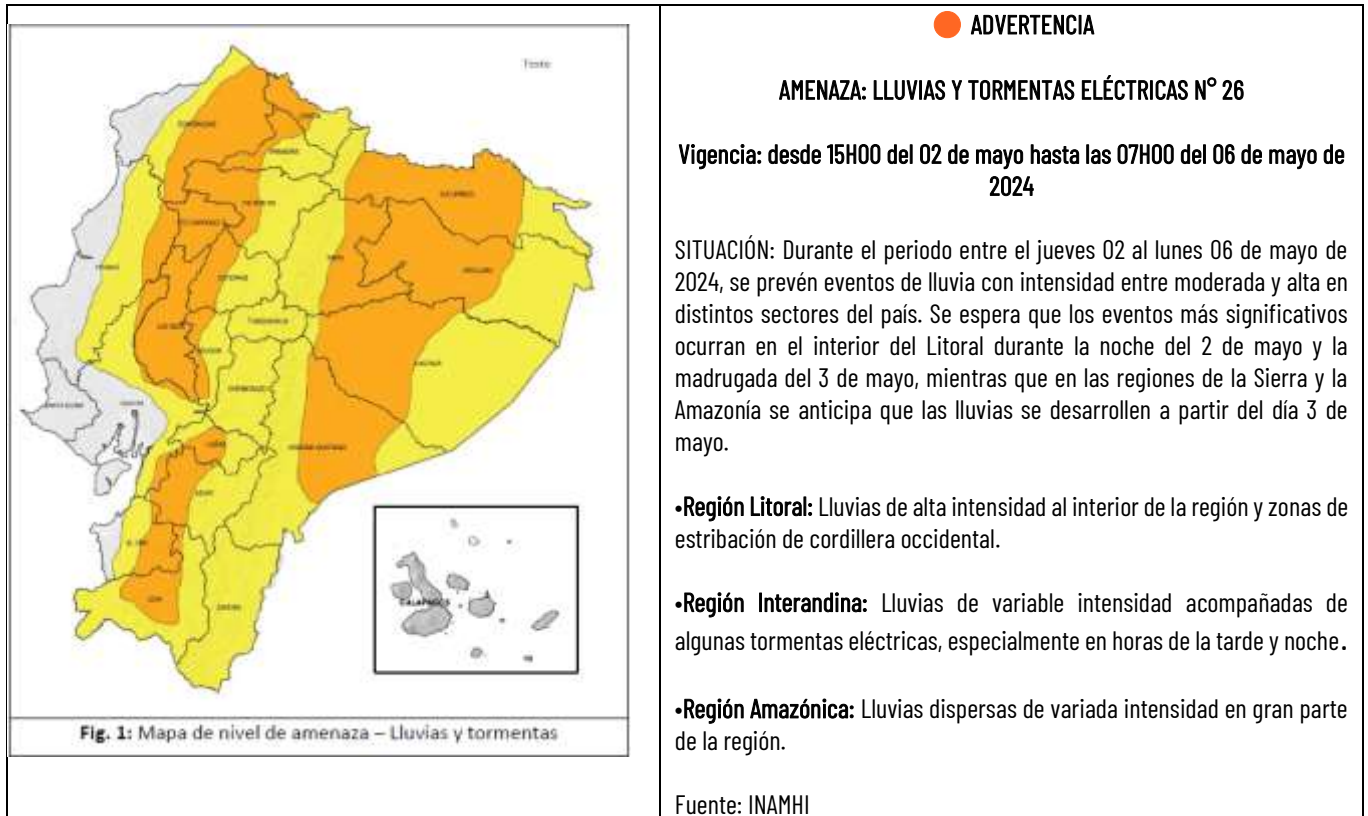 Fig. 1: Mapa de nivel de amenaza – Lluvias y tormentas
ADVERTENCIA
AMENAZA: LLUVIAS Y TORMENTAS ELÉCTRICAS N° 26
Vigencia: desde 15H00 del 02 de mayo hasta las 07H00 del 06 de mayo de
2024
SITUACIÓN: Durante el periodo entre el jueves 02 al lunes 06 de mayo de
2024, se prevén eventos de lluvia con intensidad entre moderada y alta en
distintos sectores del país. Se espera que los eventos más significativos
ocurran en el interior del Litoral durante la noche del 2 de mayo y la
madrugada del 3 de mayo, mientras que en las regiones de la Sierra y la
Amazonía se anticipa que las lluvias se desarrollen a partir del día 3 de
mayo.
•Región Litoral: Lluvias de alta intensidad al interior de la región y zonas de
estribación de cordillera occidental.
•Región Interandina: Lluvias de variable intensidad acompañadas de
algunas tormentas eléctricas, especialmente en horas de la tarde y noche.
•Región Amazónica: Lluvias dispersas de variada intensidad en gran parte
de la región.
Fuente: INAMHI